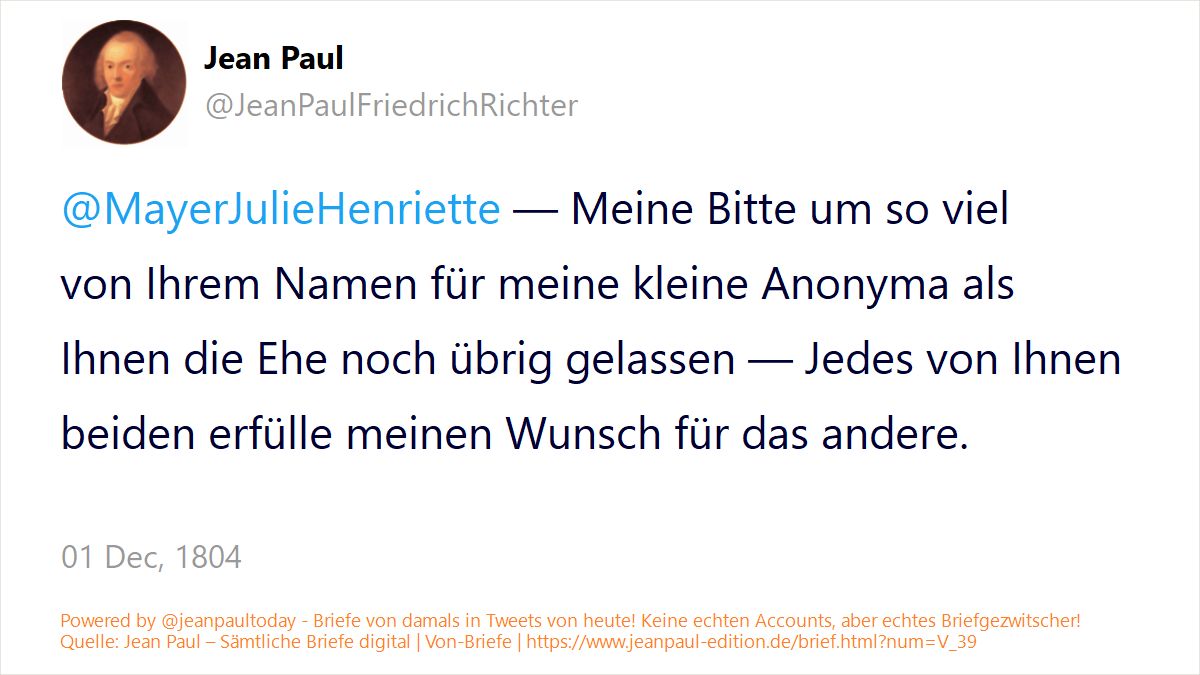 Jean Paul
@JeanPaulFriedrichRichter
@MayerJulieHenriette — Meine Bitte um so viel
von Ihrem Namen für meine kleine Anonyma als
Ihnen die Ehe noch übrig gelassen — Jedes von Ihnen
beiden erfülle meinen Wunsch für das andere.
01 Dec, 1804
Powered by @jeanpaultoday - Briefe von damals in Tweets von heute! Keine echten Accounts, aber echtes Briefgezwitscher!
Quelle: Jean Paul – Sämtliche Briefe digital | Von-Briefe | https://www.jeanpaul-edition.de/brief.html?num=V_39